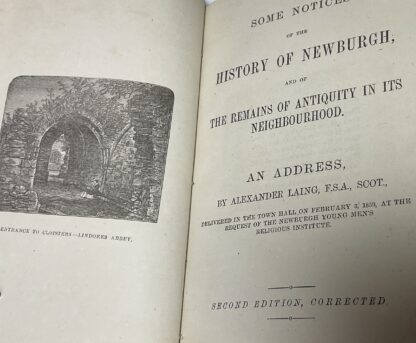 ENTRANCE TO CLOISTERS—LINDORES ABBEY.
SOME NOTICES
OF THE
HISTORY OF NEWBURGH,
AND OF
THE REMAINS OF ANTIQUITY IN ITS
NEIGHBOURHOOD.
AN ADDRESS,
BY ALEXANDER LAING, F.S.A., SCOT.,
DELIVERED IN THE TOWN HALL ON FEBRUARY 3, 1859, AT THE
REQUEST OF THE NEWBURGH YOUNG MEN'S
RELIGIOUS INSTITUTE.
SECOND EDITION, CORRECTED.